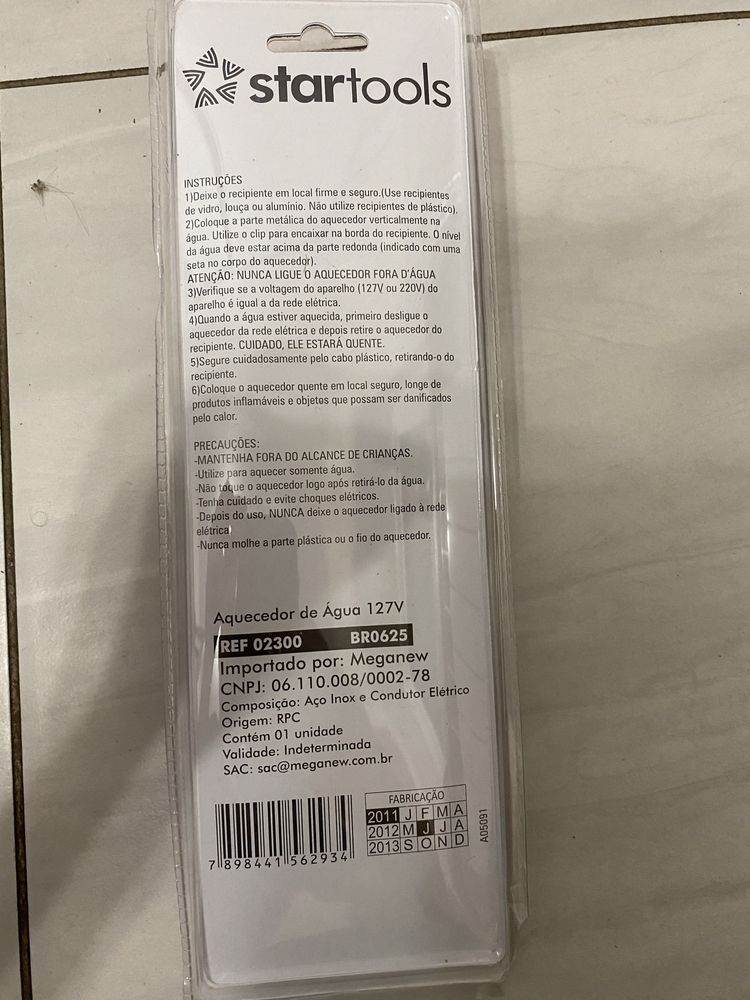 startools
INSTRUÇÕES
1)Deixe o recipiente em local firme e seguro.(Use recipientes
de vidro, louça ou alumínio. Não utilize recipientes de plástico).
2)Coloque a parte metálica do aquecedor verticalmente na
água. Utilize o clip para encaixar na borda do recipiente. O nível
da água deve estar acima da parte redonda (indicado com uma
seta no corpo do aquecedor).
ATENÇÃO: NUNCA LIGUE O AQUECEDOR FORA D'ÁGUA
3)Verifique se a voltagem do aparelho (127V ou 220V) do
aparelho é igual a da rede elétrica.
4)Quando a água estiver aquecida, primeiro desligue o
aquecedor da rede elétrica e depois retire o aquecedor do
recipiente. CUIDADO, ELE ESTARÁ QUENTE.
5)Segure cuidadosamente pelo cabo plástico, retirando-o do
recipiente.
6)Coloque o aquecedor quente em local seguro, longe de
produtos inflamáveis e objetos que possam ser danificados
pelo calor.
PRECAUÇÕES:
-MANTENHA FORA DO ALCANCE DE CRIANÇAS.
-Utilize para aquecer somente água.
-Não toque o aquecedor logo após retirá-lo da água.
-Tenha cuidado e evite choques elétricos.
-Depois do uso, NUNCA deixe o aquecedor ligado à rede
elétrica.
-Nunca molhe a parte plástica ou o fio do aquecedor.
Aquecedor de Água 127V
REF 02300 BR0625
Importado por: Meganew
CNPJ: 06.110.008/0002-78
Composição: Aço Inox e Condutor Elétrico
Origem: RPC
Contém 01 unidade
Validade: Indeterminada
SAC: sac@meganew.com.br
7 898441 562934
FABRICAÇÃO
2011 J F M A
2012 M J J A
2013 S O N D
A05091